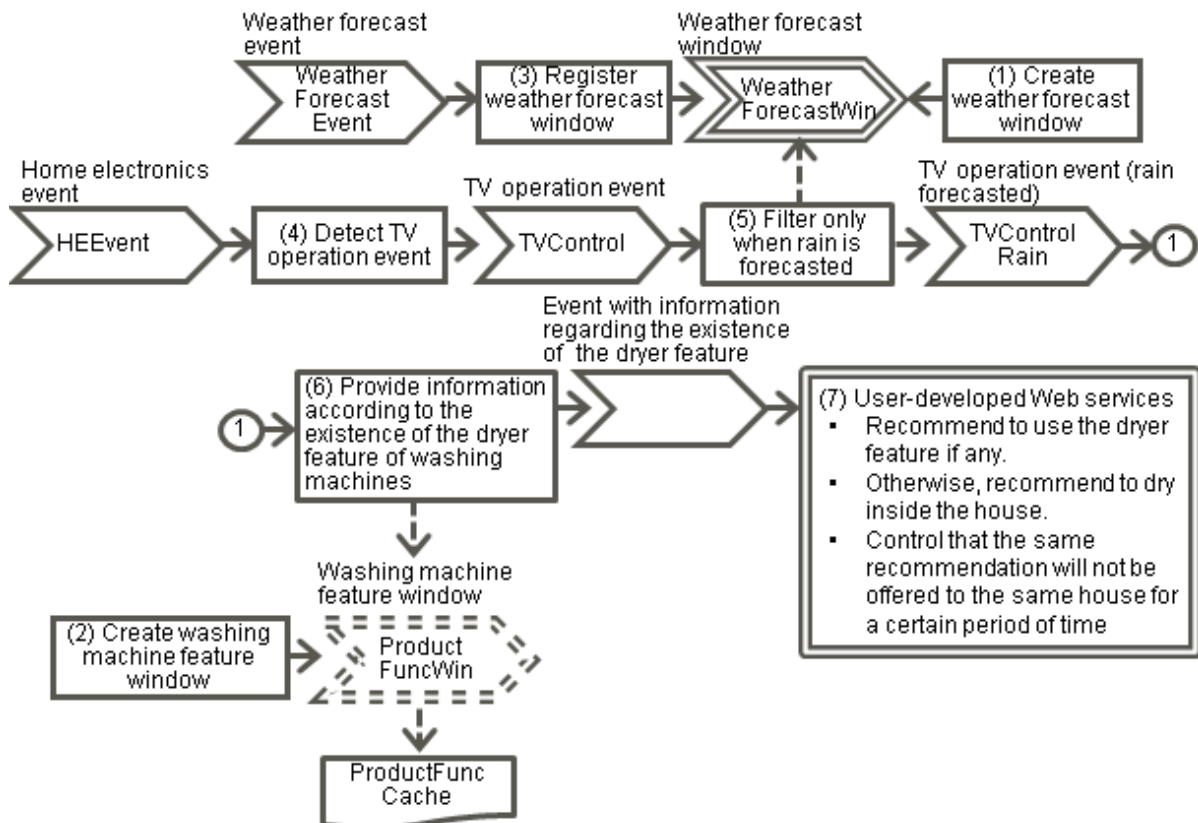 Weather forecast
event
Weather
Forecast
Event
(3) Register
weather forecast
window
Weather forecast
window
Weather
ForecastWin
(1) Create
weather forecast
window
Home electronics
event
HEEvent
(4) Detect TV
operation event
TV operation event
TVControl
(5) Filter only
when rain is
forecasted
TV operation event (rain
forecasted)
TVControl
Rain
1
1
(6) Provide information
according to the
existence of the dryer
feature of washing
machines
Event with information
regarding the existence
of the dryer feature
(7) User-developed Web services
▪ Recommend to use the dryer
feature if any.
▪ Otherwise, recommend to dry
inside the house.
▪ Control that the same
recommendation will not be
offered to the same house for
a certain period of time
Washing machine
feature window
(2) Create washing
machine feature
window
Product
FuncWin
ProductFunc
Cache